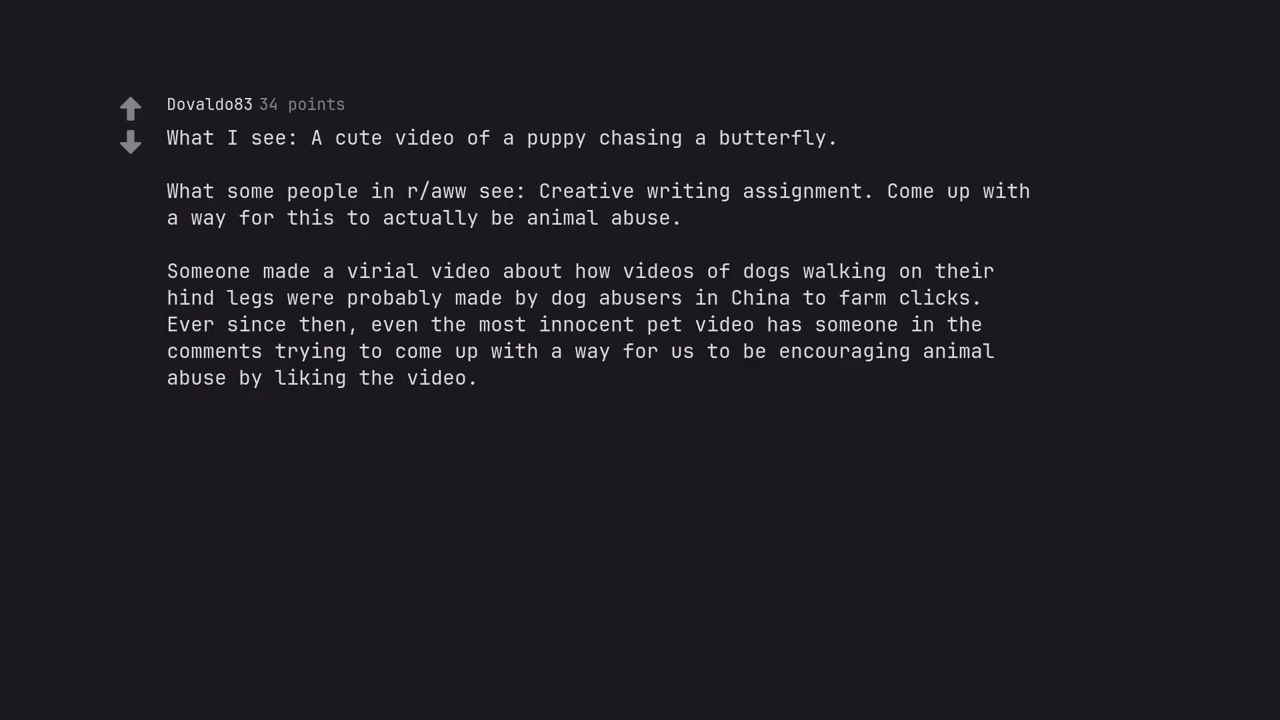 Dovaldo83 34 points
What I see: A cute video of a puppy chasing a butterfly.
What some people in r/aww see: Creative writing assignment. Come up with
a way for this to actually be animal abuse.
Someone made a virial video about how videos of dogs walking on their
hind legs were probably made by dog abusers in China to farm clicks.
Ever since then, even the most innocent pet video has someone in the
comments trying to come up with a way for us to be encouraging animal
abuse by liking the video.